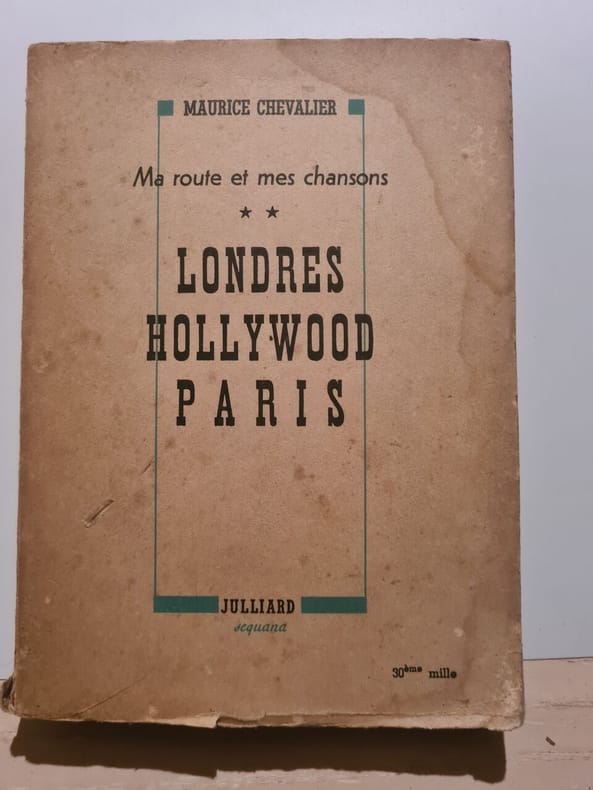 MAURICE CHEVALIER
Ma route et mes chansons
★ ★
LONDRES
HOLLYWOOD
PARIS
JULLIARD
sequana
30ème mille